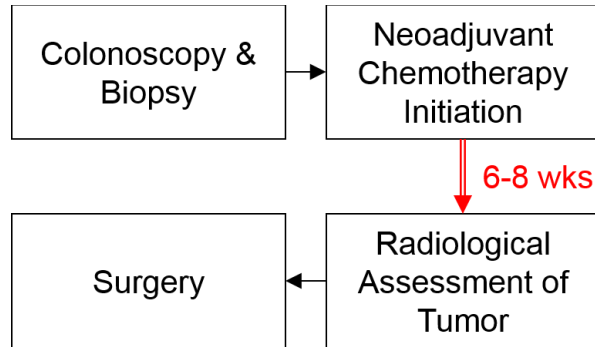 Colonoscopy &
Biopsy
Neoadjuvant
Chemotherapy
Initiation
6-8 wks
Radiological
Assessment of
Tumor
Surgery